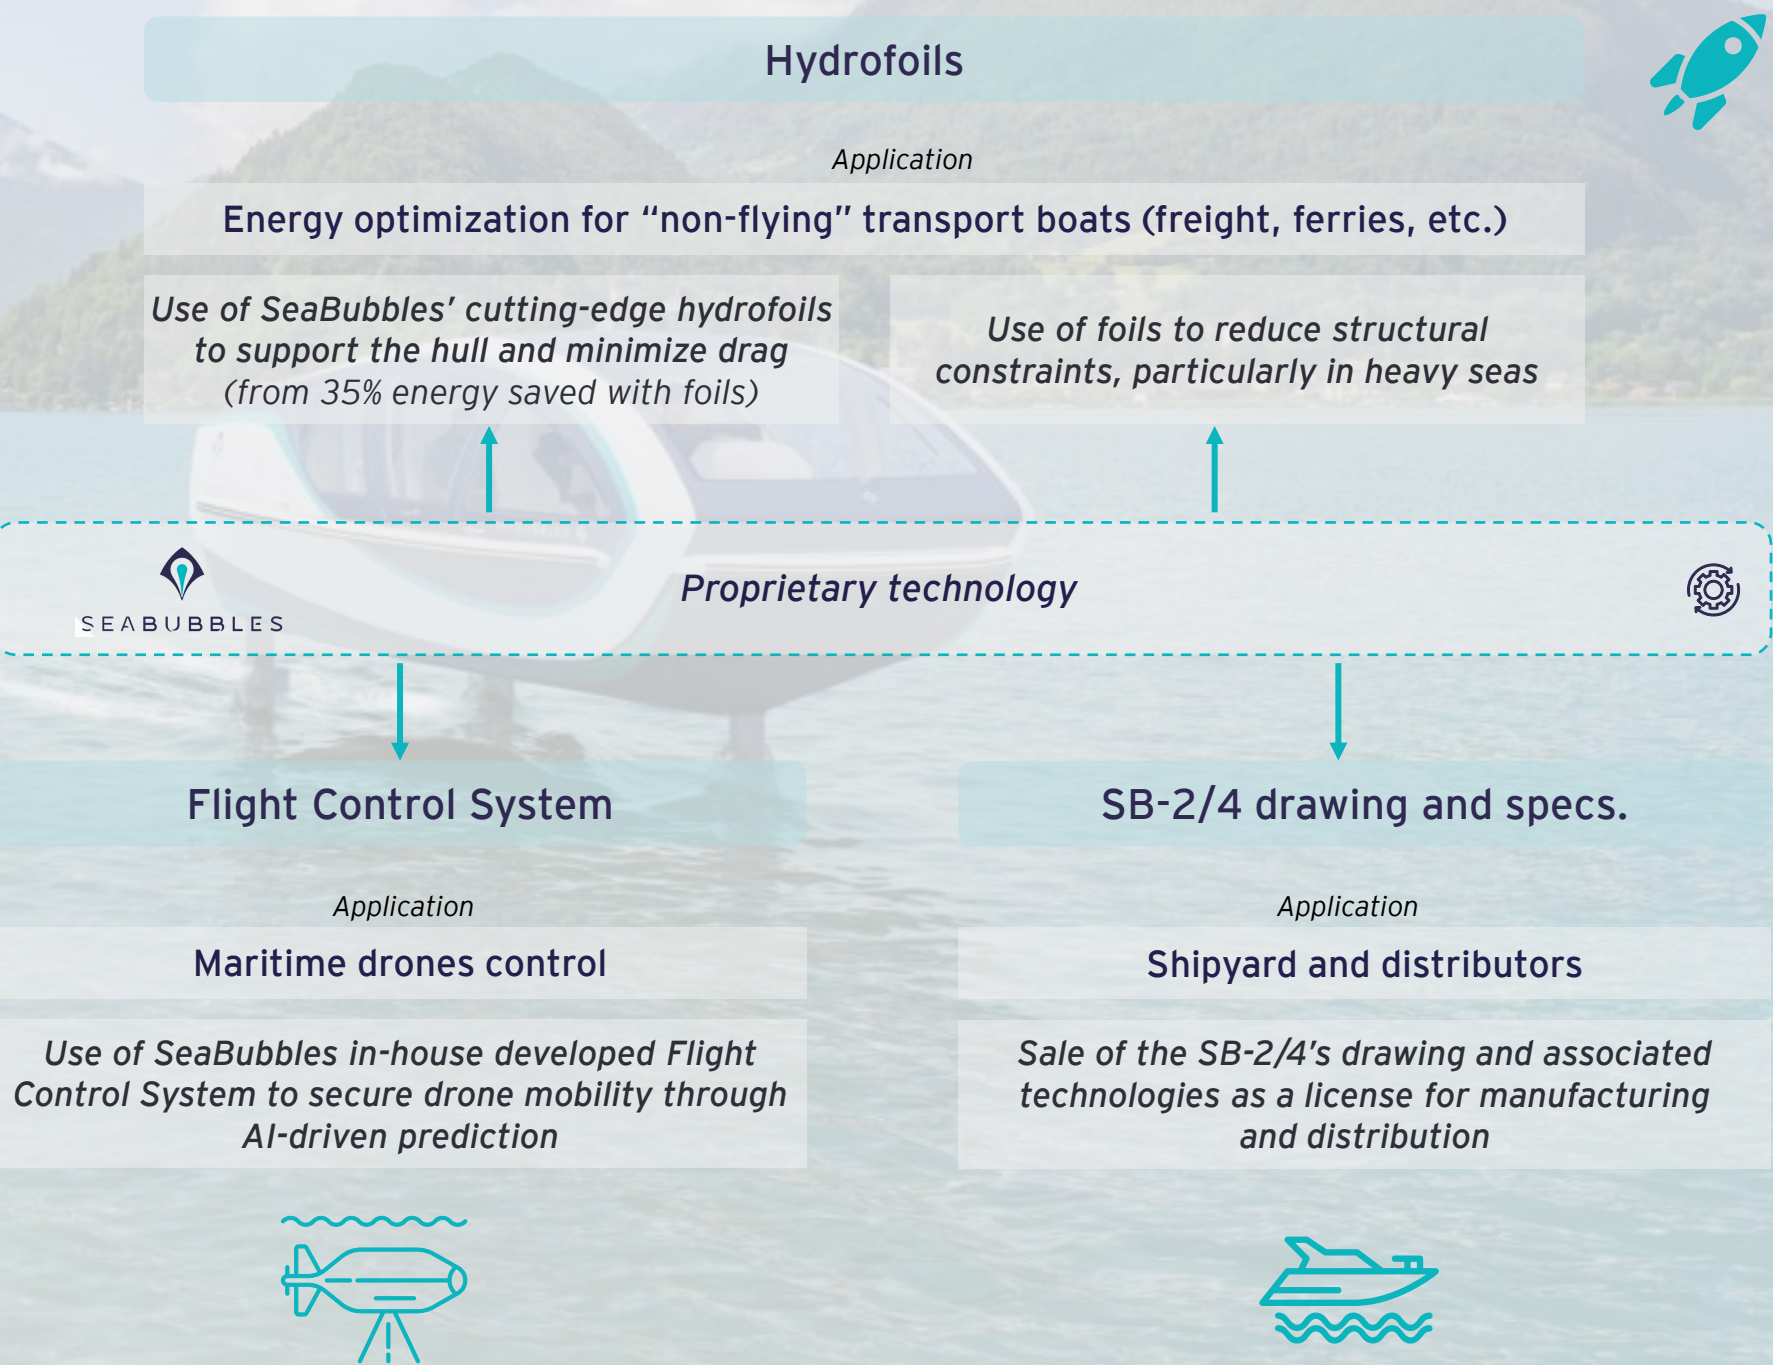 Hydrofoils
Application
Energy optimization for “non-flying” transport boats (freight, ferries, etc.)
Use of SeaBubbles’ cutting-edge hydrofoils
to support the hull and minimize drag
(from 35% energy saved with foils)
Use of foils to reduce structural
constraints, particularly in heavy seas
SEABUBBLES
Proprietary technology
Flight Control System
Application
Maritime drones control
Use of SeaBubbles in-house developed Flight
Control System to secure drone mobility through
AI-driven prediction
SB-2/4 drawing and specs.
Application
Shipyard and distributors
Sale of the SB-2/4’s drawing and associated
technologies as a license for manufacturing
and distribution